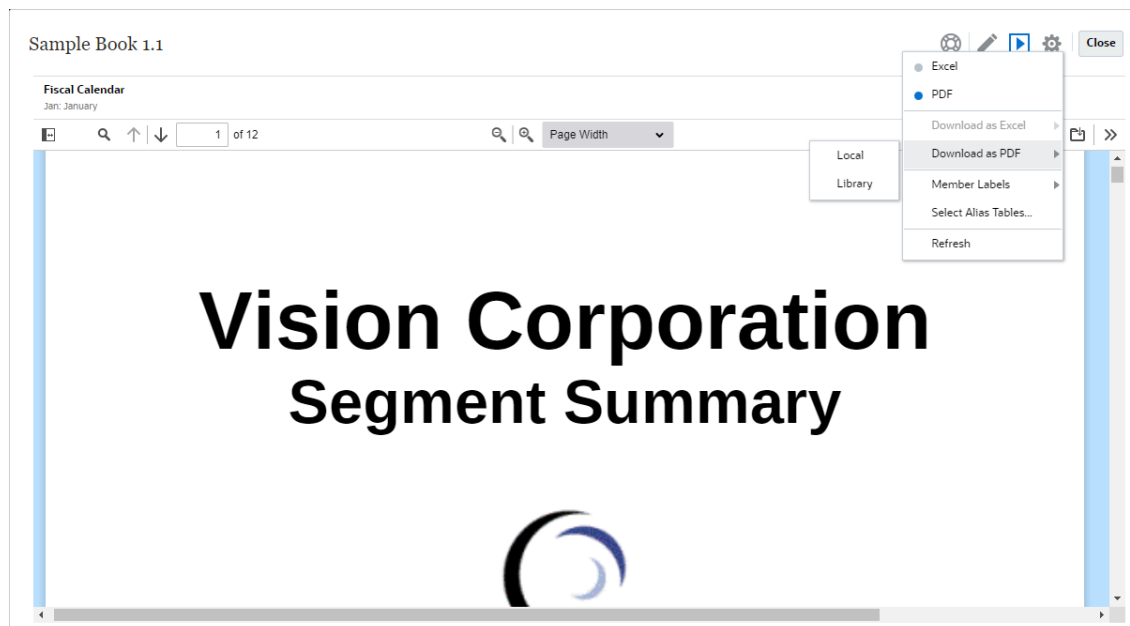 Sample Book 1.1
Close
Fiscal Calendar
Jan: January
1 of 12
Page Width
Excel
PDF
Download as Excel
Download as PDF
Local
Library
Member Labels
Select Alias Tables...
Refresh
Vision Corporation
Segment Summary